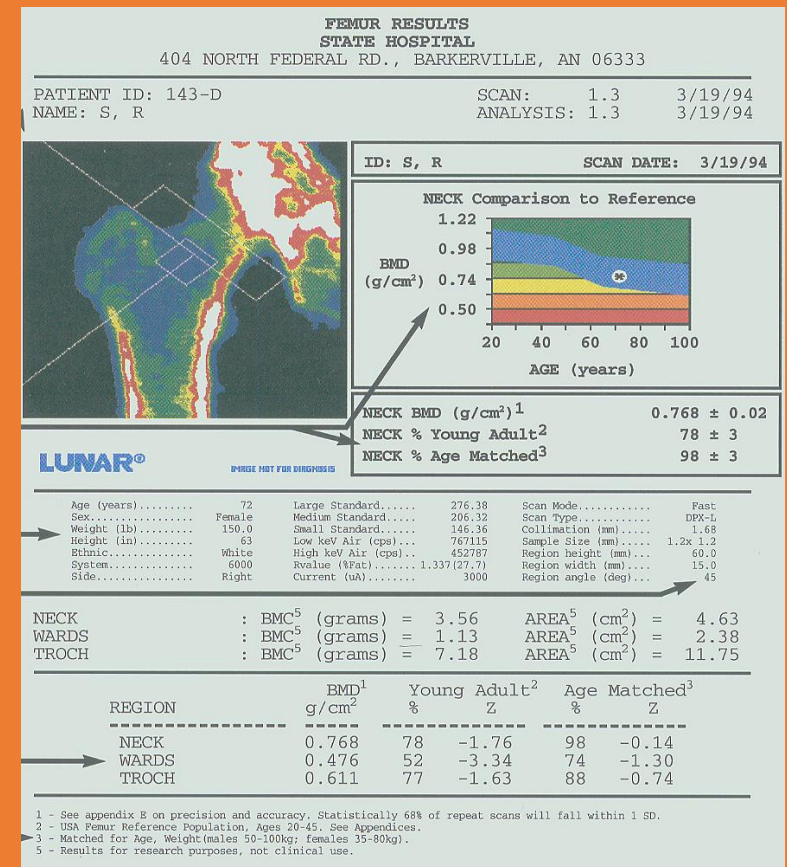 FEMUR RESULTS
STATE HOSPITAL
404 NORTH FEDERAL RD., BARKERVILLE, AN 06333
PATIENT ID: 143-D SCAN: 1.3 3/19/94
NAME: S, R ANALYSIS: 1.3 3/19/94
ID: S, R SCAN DATE: 3/19/94
NECK Comparison to Reference
BMD
(g/cm²)
1.22
0.98
0.74
0.50
20 40 60 80 100
AGE (years)
NECK BMD (g/cm²)1 0.768 ± 0.02
NECK % Young Adult2 78 ± 3
NECK % Age Matched3 98 ± 3
LUNAR® IMAGE NOT FOR DIAGNOSIS
Age (years)......... 72 Large Standard..... 276.38 Scan Mode............ Fast
Sex................ Female Medium Standard..... 206.32 Scan Type............ DPX-L
Weight (lb)......... 150.0 Small Standard...... 146.36 Collimation (mm)..... 1.68
Height (in)......... 63 Low keV Air (cps)... 767115 Sample Size (mm)..... 1.2x 1.2
Ethnic.............. White High keV Air (cps).. 452787 Region height (mm)... 60.0
System.............. 6000 Rvalue (%Fat)....... 1.337(27.7) Region width (mm).... 15.0
Side................ Right Current (uA)........ 3000 Region angle (deg)... 45
NECK : BMC5 (grams) = 3.56 AREA5 (cm²) = 4.63
WARDS : BMC5 (grams) = 1.13 AREA5 (cm²) = 2.38
TROCH : BMC5 (grams) = 7.18 AREA5 (cm²) = 11.75
BMD1 Young Adult2 Age Matched3
REGION g/cm² % Z % Z
NECK 0.768 78 -1.76 98 -0.14
WARDS 0.476 52 -3.34 74 -1.30
TROCH 0.611 77 -1.63 88 -0.74
1 - See appendix E on precision and accuracy. Statistically 68% of repeat scans will fall within 1 SD.
2 - USA Femur Reference Population, Ages 20-45. See Appendices.
3 - Matched for Age, Weight(males 50-100kg; females 35-80kg).
5 - Results for research purposes, not clinical use.